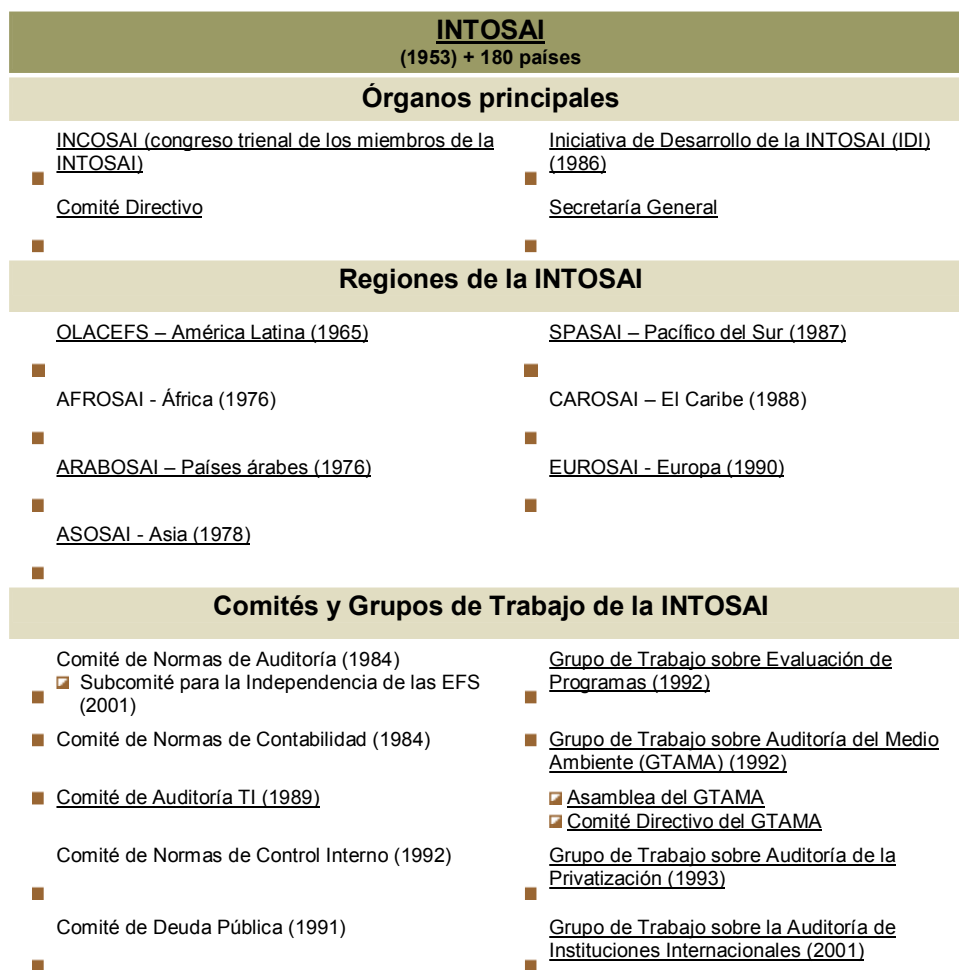 INTOSAI
(1953) + 180 países
Órganos principales
INCOSAI (congreso trienal de los miembros de la
INTOSAI)
Iniciativa de Desarrollo de la INTOSAI (IDI)
(1986)
Comité Directivo
Secretaría General
Regiones de la INTOSAI
OLACEFS – América Latina (1965)
SPASAI – Pacífico del Sur (1987)
AFROSAI - África (1976)
CAROSAI – El Caribe (1988)
ARABOSAI – Países árabes (1976)
EUROSAI - Europa (1990)
ASOSAI - Asia (1978)
Comités y Grupos de Trabajo de la INTOSAI
Comité de Normas de Auditoría (1984)
Subcomité para la Independencia de las EFS
(2001)
Grupo de Trabajo sobre Evaluación de
Programas (1992)
Comité de Normas de Contabilidad (1984)
Grupo de Trabajo sobre Auditoría del Medio
Ambiente (GTAMA) (1992)
Comité de Auditoría TI (1989)
Asamblea del GTAMA
Comité Directivo del GTAMA
Comité de Normas de Control Interno (1992)
Grupo de Trabajo sobre Auditoría de la
Privatización (1993)
Comité de Deuda Pública (1991)
Grupo de Trabajo sobre la Auditoría de
Instituciones Internacionales (2001)